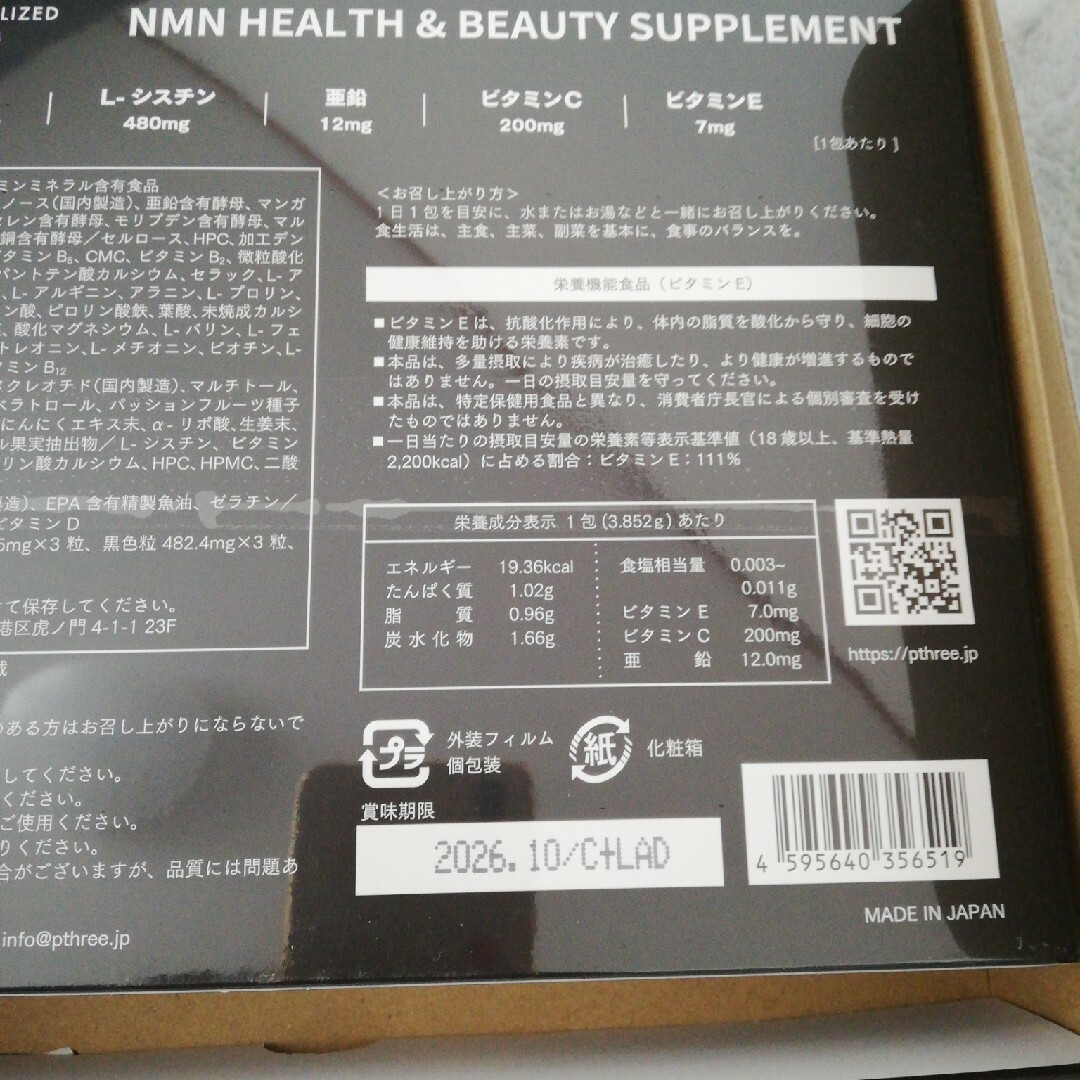 LIZED
NMN HEALTH & BEAUTY SUPPLEMENT
L-シスチン
480mg
亜鉛
12mg
ビタミンC
200mg
ビタミンE
7mg
[1包あたり]
ミンミネラル含有食品
ノース(国内製造)、亜鉛含有酵母、マンガ
セレン含有酵母、モリブデン含有酵母、マル
銅含有酵母/セルロース、HPC、加工デン
タミンB₆、CMC、ビタミンB₂、微粒酸化
パントテン酸カルシウム、セラック、L-ア
、L-アルギニン、アラニン、L-プロリン、
ン酸、ピロリン酸鉄、葉酸、未焼成カルシ
、酸化マグネシウム、L-バリン、L-フェ
トレオニン、L-メチオニン、ビオチン、L-
ミンB₁₂
ヌクレオチド(国内製造)、マルチトール、
ベラトロール、パッションフルーツ種子
にんにくエキス末、α-リポ酸、生姜末、
ル果実抽出物/L-シスチン、ビタミン
リン酸カルシウム、HPC、HPMC、二酸
製造)、EPA含有精製魚油、ゼラチン/
ビタミンD
5mg×3粒、黒色粒482.4mg×3粒、
て保存してください。
港区虎ノ門4-1-1 23F
のある方はお召し上がりにならないで
してください。
ください。
ご使用ください。
りください。
合がございますが、品質には問題あ
info@pthree.jp
<お召し上がり方>
1日1包を目安に、水またはお湯などと一緒にお召し上がりください。
食生活は、主食、主菜、副菜を基本に、食事のバランスを。
栄養機能食品(ビタミンE)
■ビタミンEは、抗酸化作用により、体内の脂質を酸化から守り、細胞の
健康維持を助ける栄養素です。
■本品は、多量摂取により疾病が治癒したり、より健康が増進するもので
はありません。一日の摂取目安量を守ってください。
■本品は、特定保健用食品と異なり、消費者庁長官による個別審査を受け
たものではありません。
■一日当たりの摂取目安量の栄養素等表示基準値(18歳以上、基準熱量
2,200kcal)に占める割合:ビタミンE:111%
栄養成分表示 1包(3.852g)あたり
エネルギー 19.36kcal
たんぱく質 1.02g
脂質 0.96g
炭水化物 1.66g
食塩相当量 0.003~
0.011g
ビタミンE 7.0mg
ビタミンC 200mg
亜鉛 12.0mg
https://pthree.jp
プラ
外装フィルム
個包装
紙
化粧箱
賞味期限
2026.10/C+LAD
4 595640 356519
MADE IN JAPAN